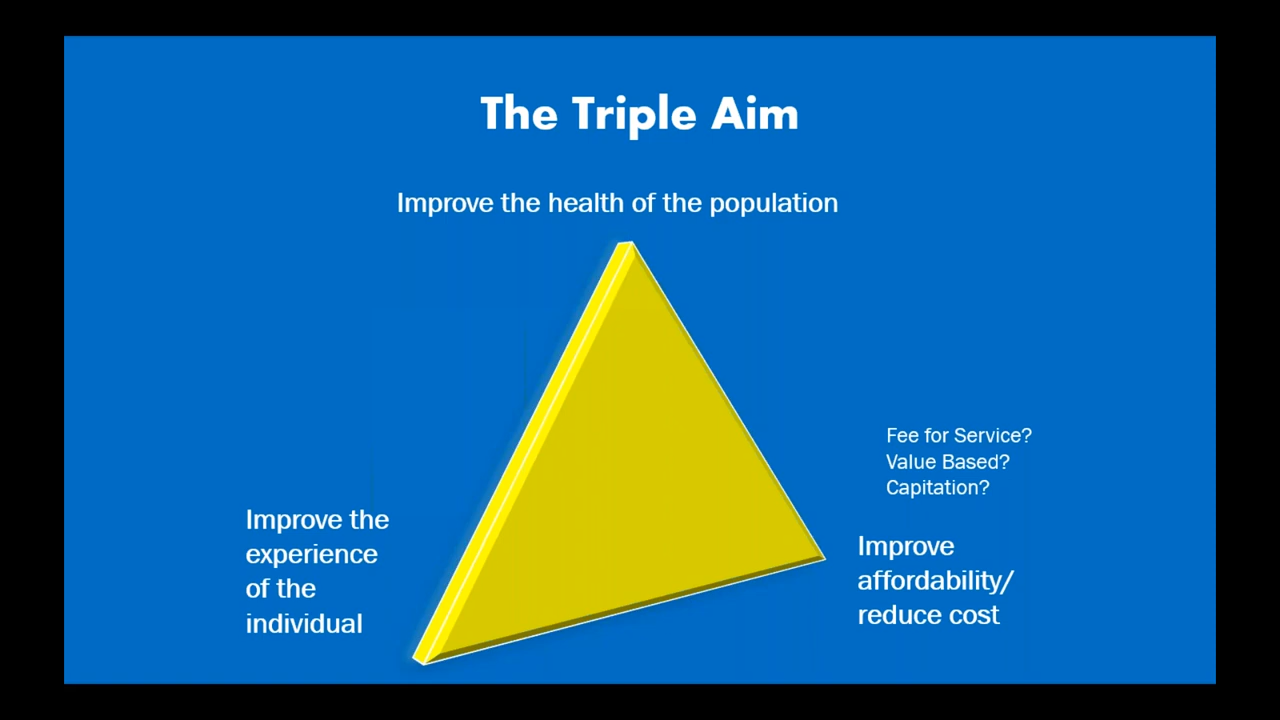 The Triple Aim
Improve the health of the population
Fee for Service?
Value Based?
Capitation?
Improve the
experience
of the
individual
Improve
affordability/
reduce cost